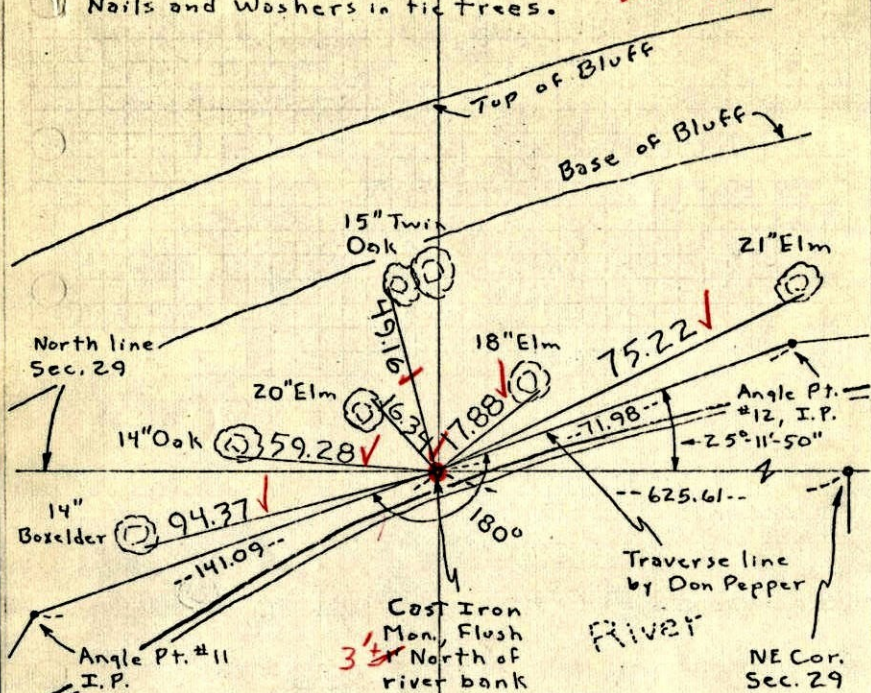 Nails and Washers in tie trees.
Top of Bluff
Base of Bluff
15" Twin
Oak
21" Elm
49.16
North line
Sec. 29
18" Elm
75.22
20" Elm
16.34
17.88
Angle Pt.
#12, I.P.
71.98
25°-11'-50"
14" Oak
59.28
625.61
14"
Boxelder
94.37
180°
141.09
Traverse line
by Don Pepper
Cast Iron
Mon., Flush
3'± North of
river bank
River
Angle Pt. #11
I.P.
NE Cor.
Sec. 29